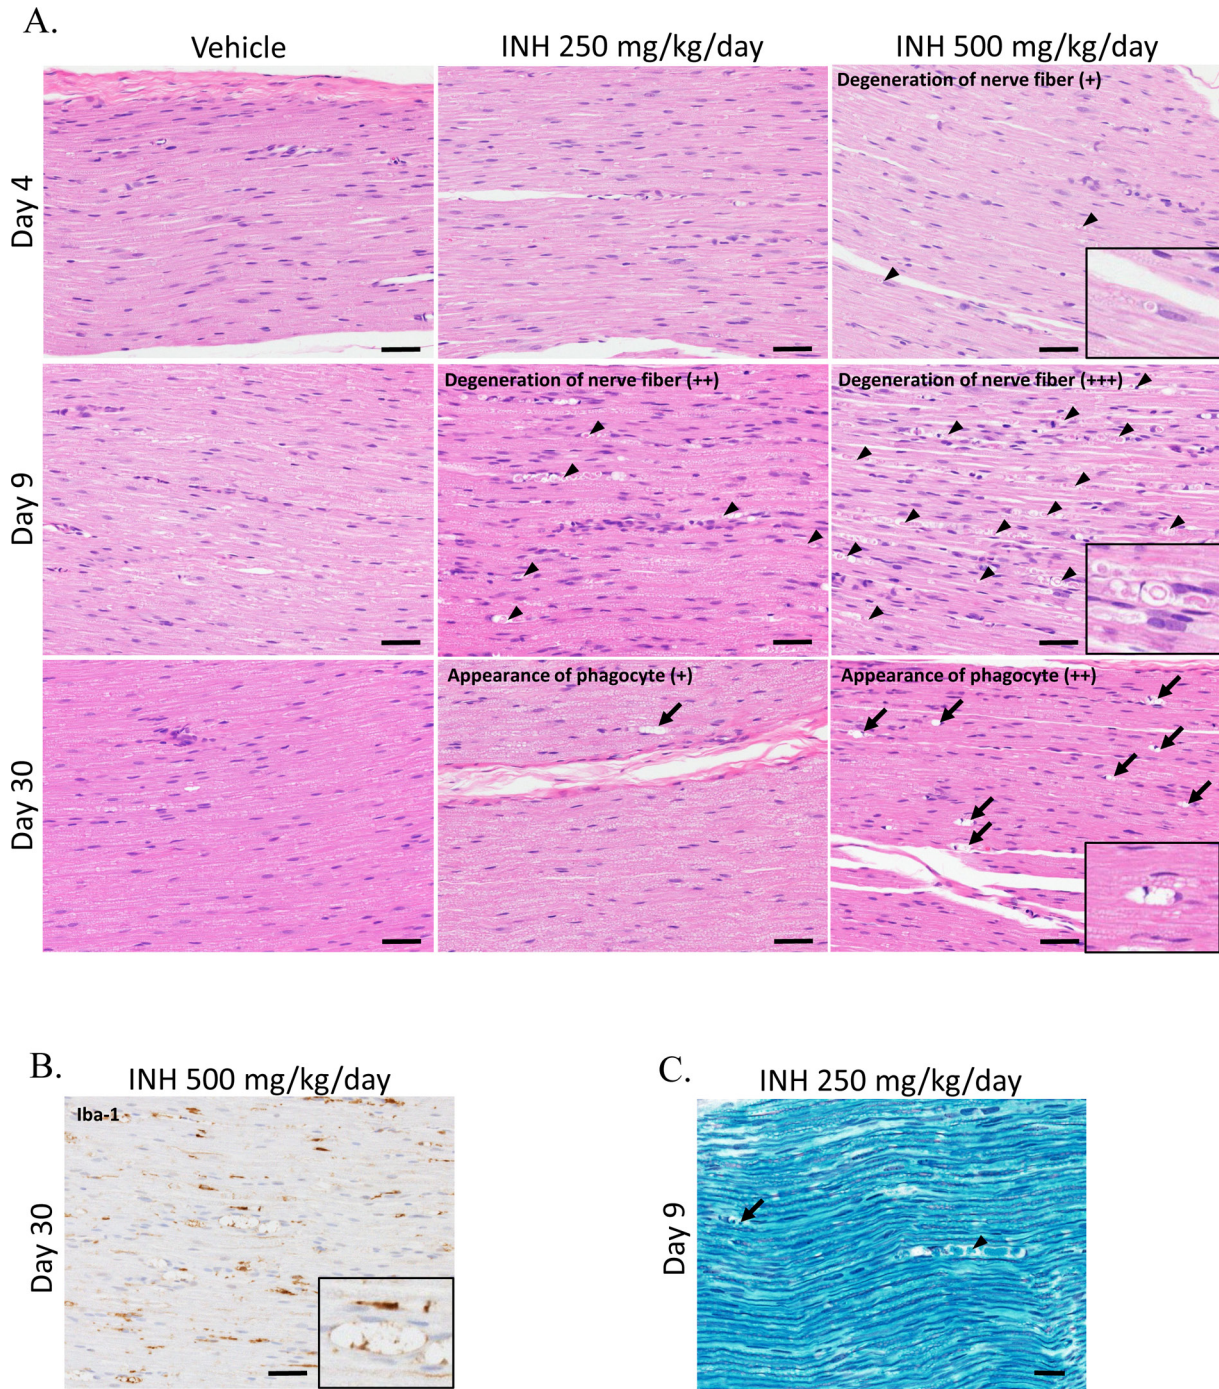 A.
Vehicle
INH 250 mg/kg/day
INH 500 mg/kg/day
Day 4
Degeneration of nerve fiber (+)
Day 9
Degeneration of nerve fiber (++)
Degeneration of nerve fiber (+++)
Day 30
Appearance of phagocyte (+)
Appearance of phagocyte (++)
B.
INH 500 mg/kg/day
Iba-1
Day 30
C.
INH 250 mg/kg/day
Day 9